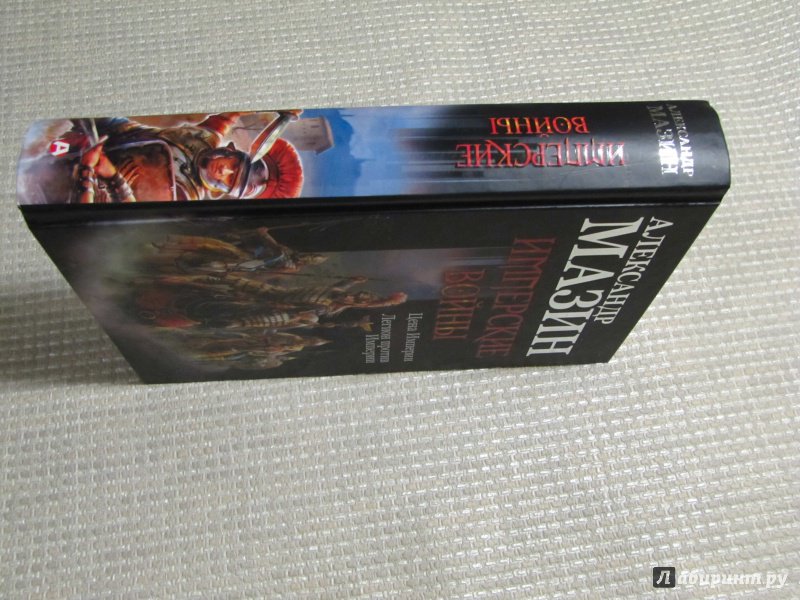 АЛЕКСАНДР
МАЗИН
ИМПЕРСКИЕ
ВОЙНЫ
А
АЛЕКСАНДР
МАЗИН
ИМПЕРСКИЕ
ВОЙНЫ
Цена Империи
Легион против
Империи
Лабиринт.ру